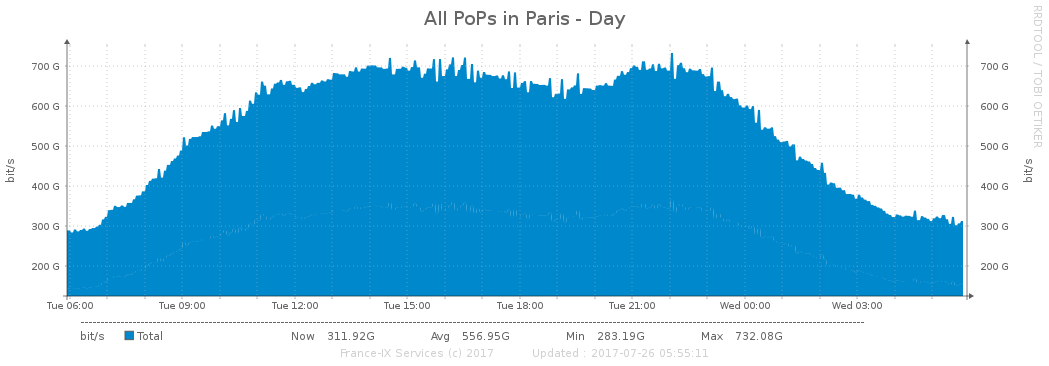 All PoPs in Paris - Day
RRDTOOL / TOBI OETIKER
bit/s
700 G
600 G
500 G
400 G
300 G
200 G
700 G
600 G
500 G
400 G
300 G
200 G
bit/s
Tue 06:00 Tue 09:00 Tue 12:00 Tue 15:00 Tue 18:00 Tue 21:00 Wed 00:00 Wed 03:00
bit/s Total Now 311.92G Avg 556.95G Min 283.19G Max 732.08G
France-IX Services (c) 2017 Updated : 2017-07-26 05:55:11